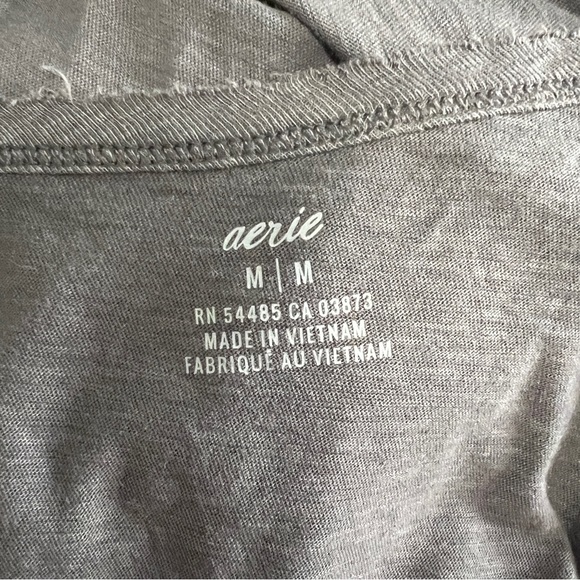 aerie
M | M
RN 54485 CA 03873
MADE IN VIETNAM
FABRIQUÉ AU VIETNAM